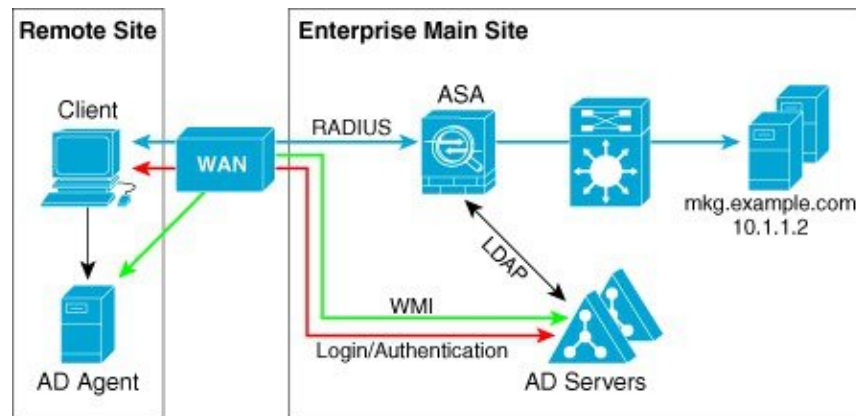 Remote Site
Enterprise Main Site
Client
ASA
RADIUS
WAN
mkg.example.com
10.1.1.2
LDAP
WMI
Login/Authentication
AD Agent
AD Servers